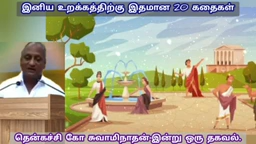 இனிய உறக்கத்திற்கு இதமான 20 கதைகள்
தென்கச்சி கோ சுவாமிநாதன்-இன்று ஒரு தகவல்.